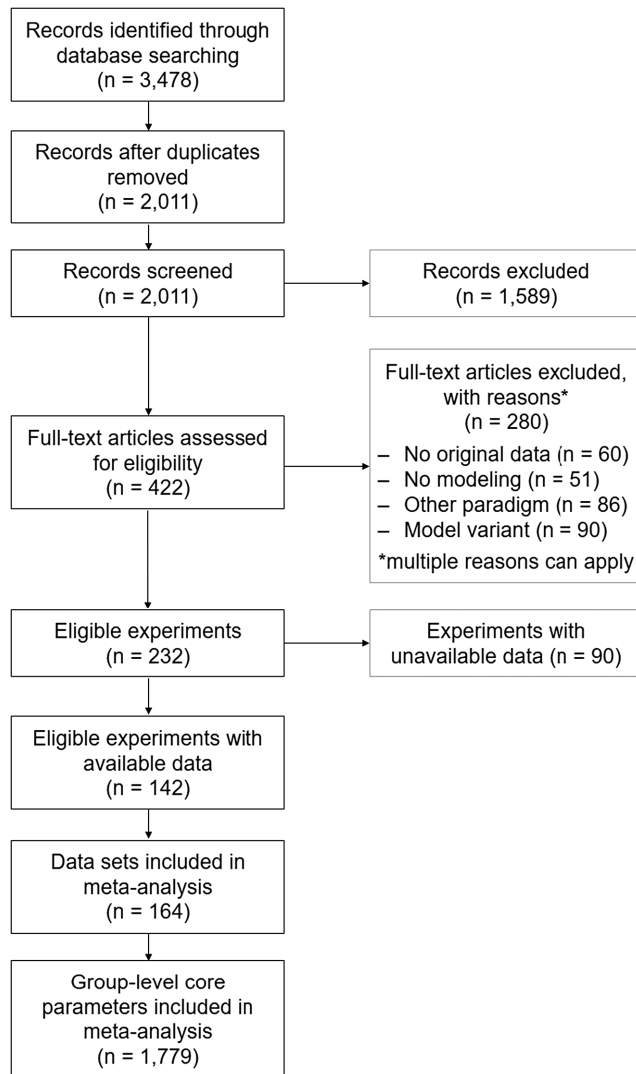 Records identified through
database searching
(n = 3,478)
Records after duplicates
removed
(n = 2,011)
Records screened
(n = 2,011)
Records excluded
(n = 1,589)
Full-text articles assessed
for eligibility
(n = 422)
Full-text articles excluded,
with reasons*
(n = 280)
– No original data (n = 60)
– No modeling (n = 51)
– Other paradigm (n = 86)
– Model variant (n = 90)
*multiple reasons can apply
Eligible experiments
(n = 232)
Experiments with
unavailable data (n = 90)
Eligible experiments with
available data
(n = 142)
Data sets included in
meta-analysis
(n = 164)
Group-level core
parameters included in
meta-analysis
(n = 1,779)